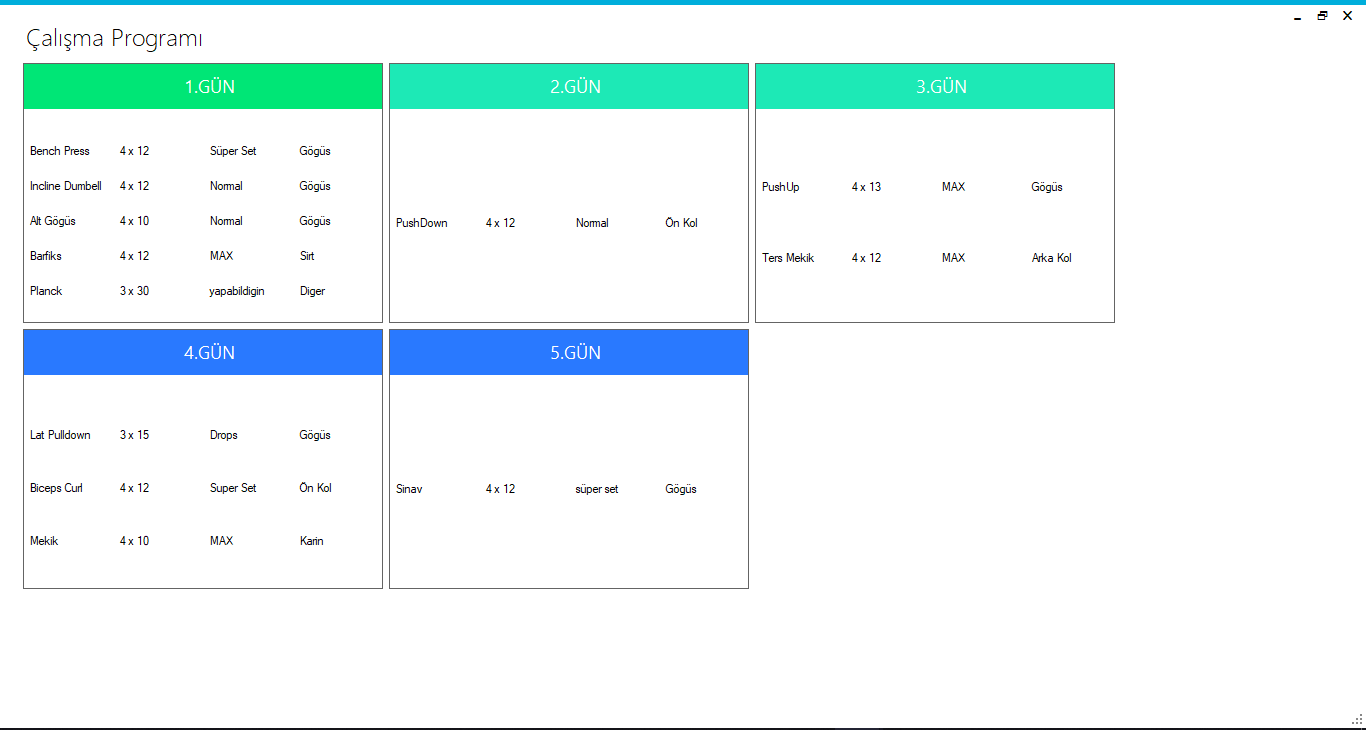 Çalışma Programı
1.GÜN
Bench Press 4 x 12 Süper Set Gögüs
Incline Dumbell 4 x 12 Normal Gögüs
Alt Gögüs 4 x 10 Normal Gögüs
Barfiks 4 x 12 MAX Sirt
Planck 3 x 30 yapabildigin Diger
2.GÜN
PushDown 4 x 12 Normal Ön Kol
3.GÜN
PushUp 4 x 13 MAX Gögüs
Ters Mekik 4 x 12 MAX Arka Kol
4.GÜN
Lat Pulldown 3 x 15 Drops Gögüs
Biceps Curl 4 x 12 Super Set Ön Kol
Mekik 4 x 10 MAX Karin
5.GÜN
Sinav 4 x 12 süper set Gögüs